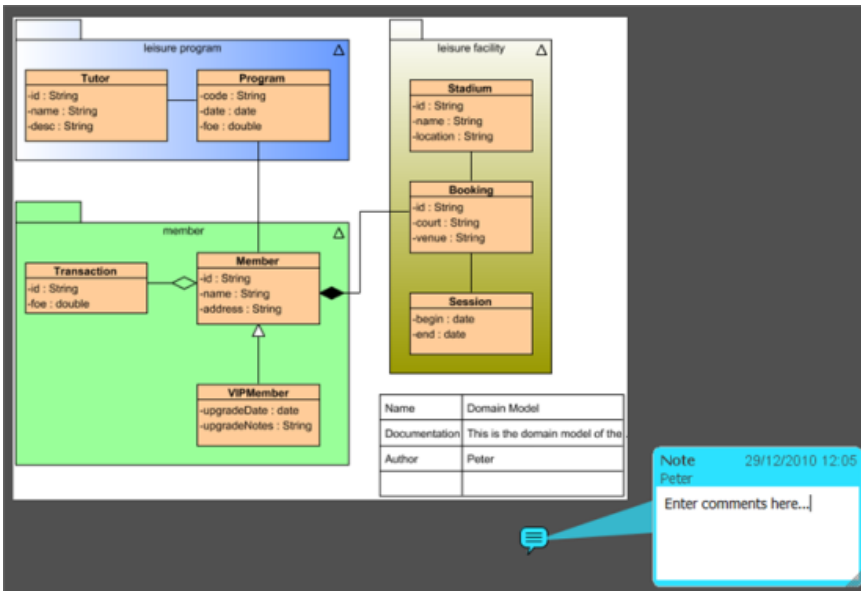 leisure program
Tutor
-id : String
-name : String
-desc : String
Program
-code : String
-date : date
-foe : double
leisure facility
Stadium
-id : String
-name : String
-location : String
Booking
-id : String
-court : String
-venue : String
Session
-begin : date
-end : date
member
Transaction
-id : String
-foe : double
Member
-id : String
-name : String
-address : String
VIPMember
-upgradeDate : date
-upgradeNotes : String
Name Domain Model
Documentation This is the domain model of the .
Author Peter
Note 29/12/2010 12:05
Peter
Enter comments here...